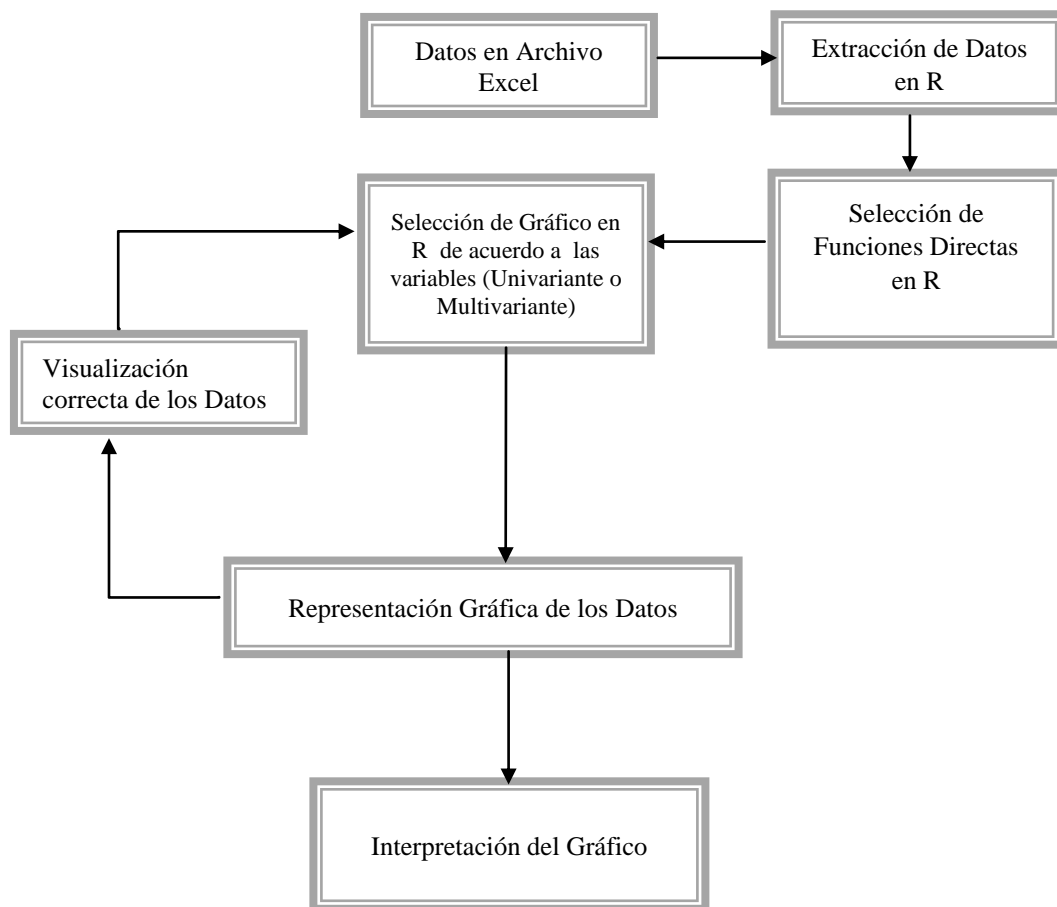 Datos en Archivo
Excel
Extracción de Datos
en R
Selección de
Funciones Directas
en R
Selección de Gráfico en
R de acuerdo a las
variables (Univariante o
Multivariante)
Visualización
correcta de los Datos
Representación Gráfica de los Datos
Interpretación del Gráfico